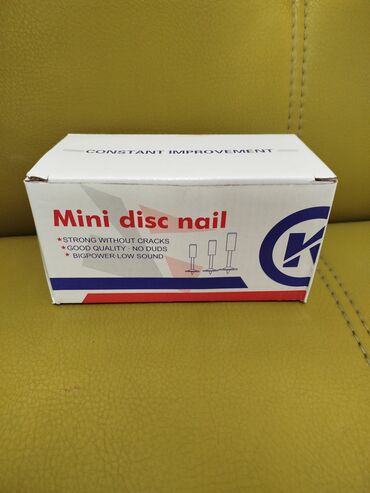 CONSTANT IMPROVEMENT
Mini disc nail
★STRONG WITHOUT CRACKS
★GOOD QUALITY · NO DUDS
★ BIGPOWER·LOW SOUND
K